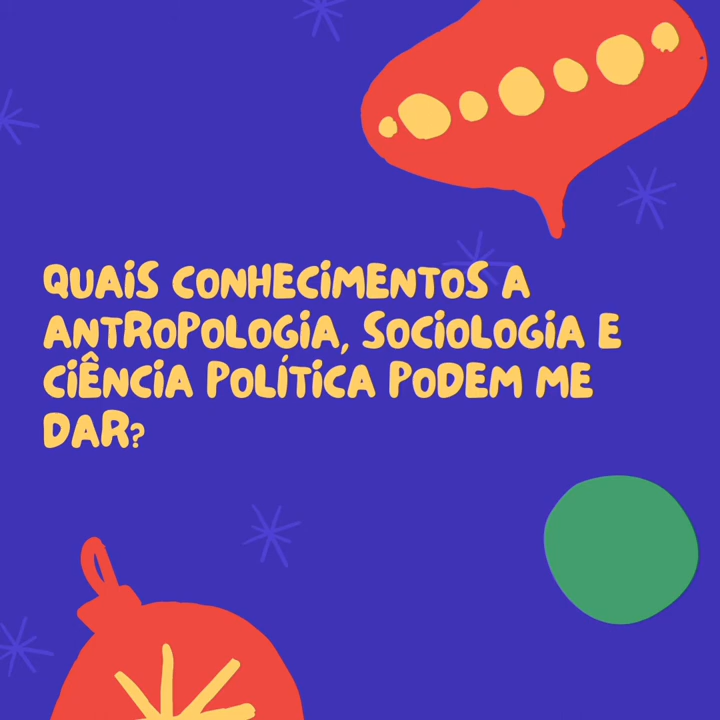 QUAIS CONHECIMENTOS A
ANTROPOLOGIA, SOCIOLOGIA E
CIÊNCIA POLÍTICA PODEM ME
DAR?